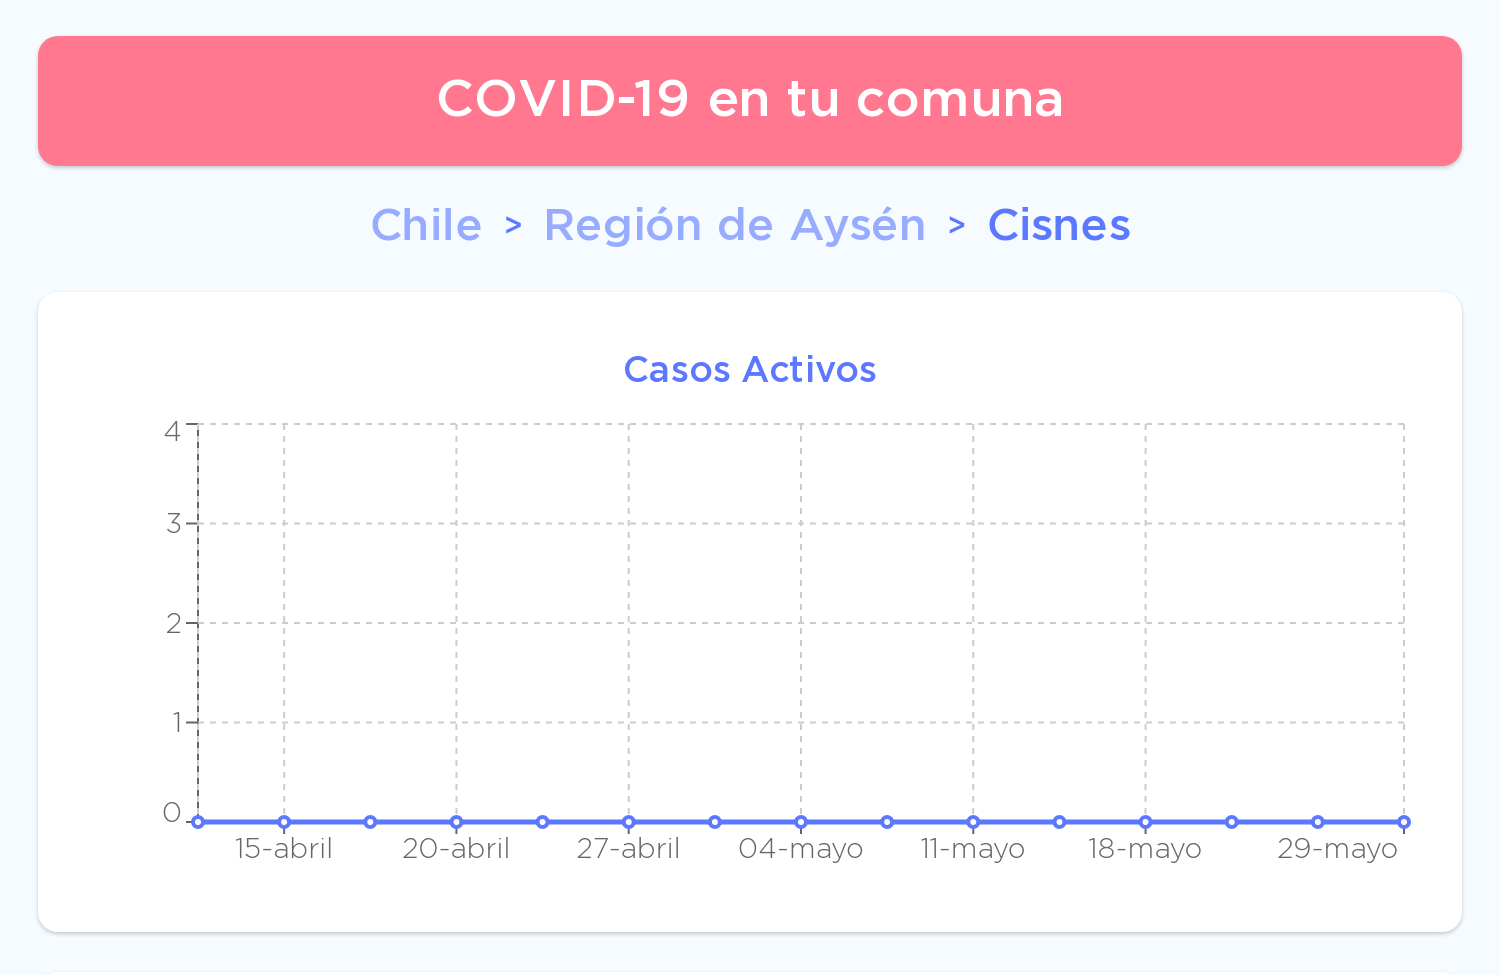 COVID-19 en tu comuna
Chile > Región de Aysén > Cisnes
Casos Activos
4
3
2
1
0
15-abril 20-abril 27-abril 04-mayo 11-mayo 18-mayo 29-mayo